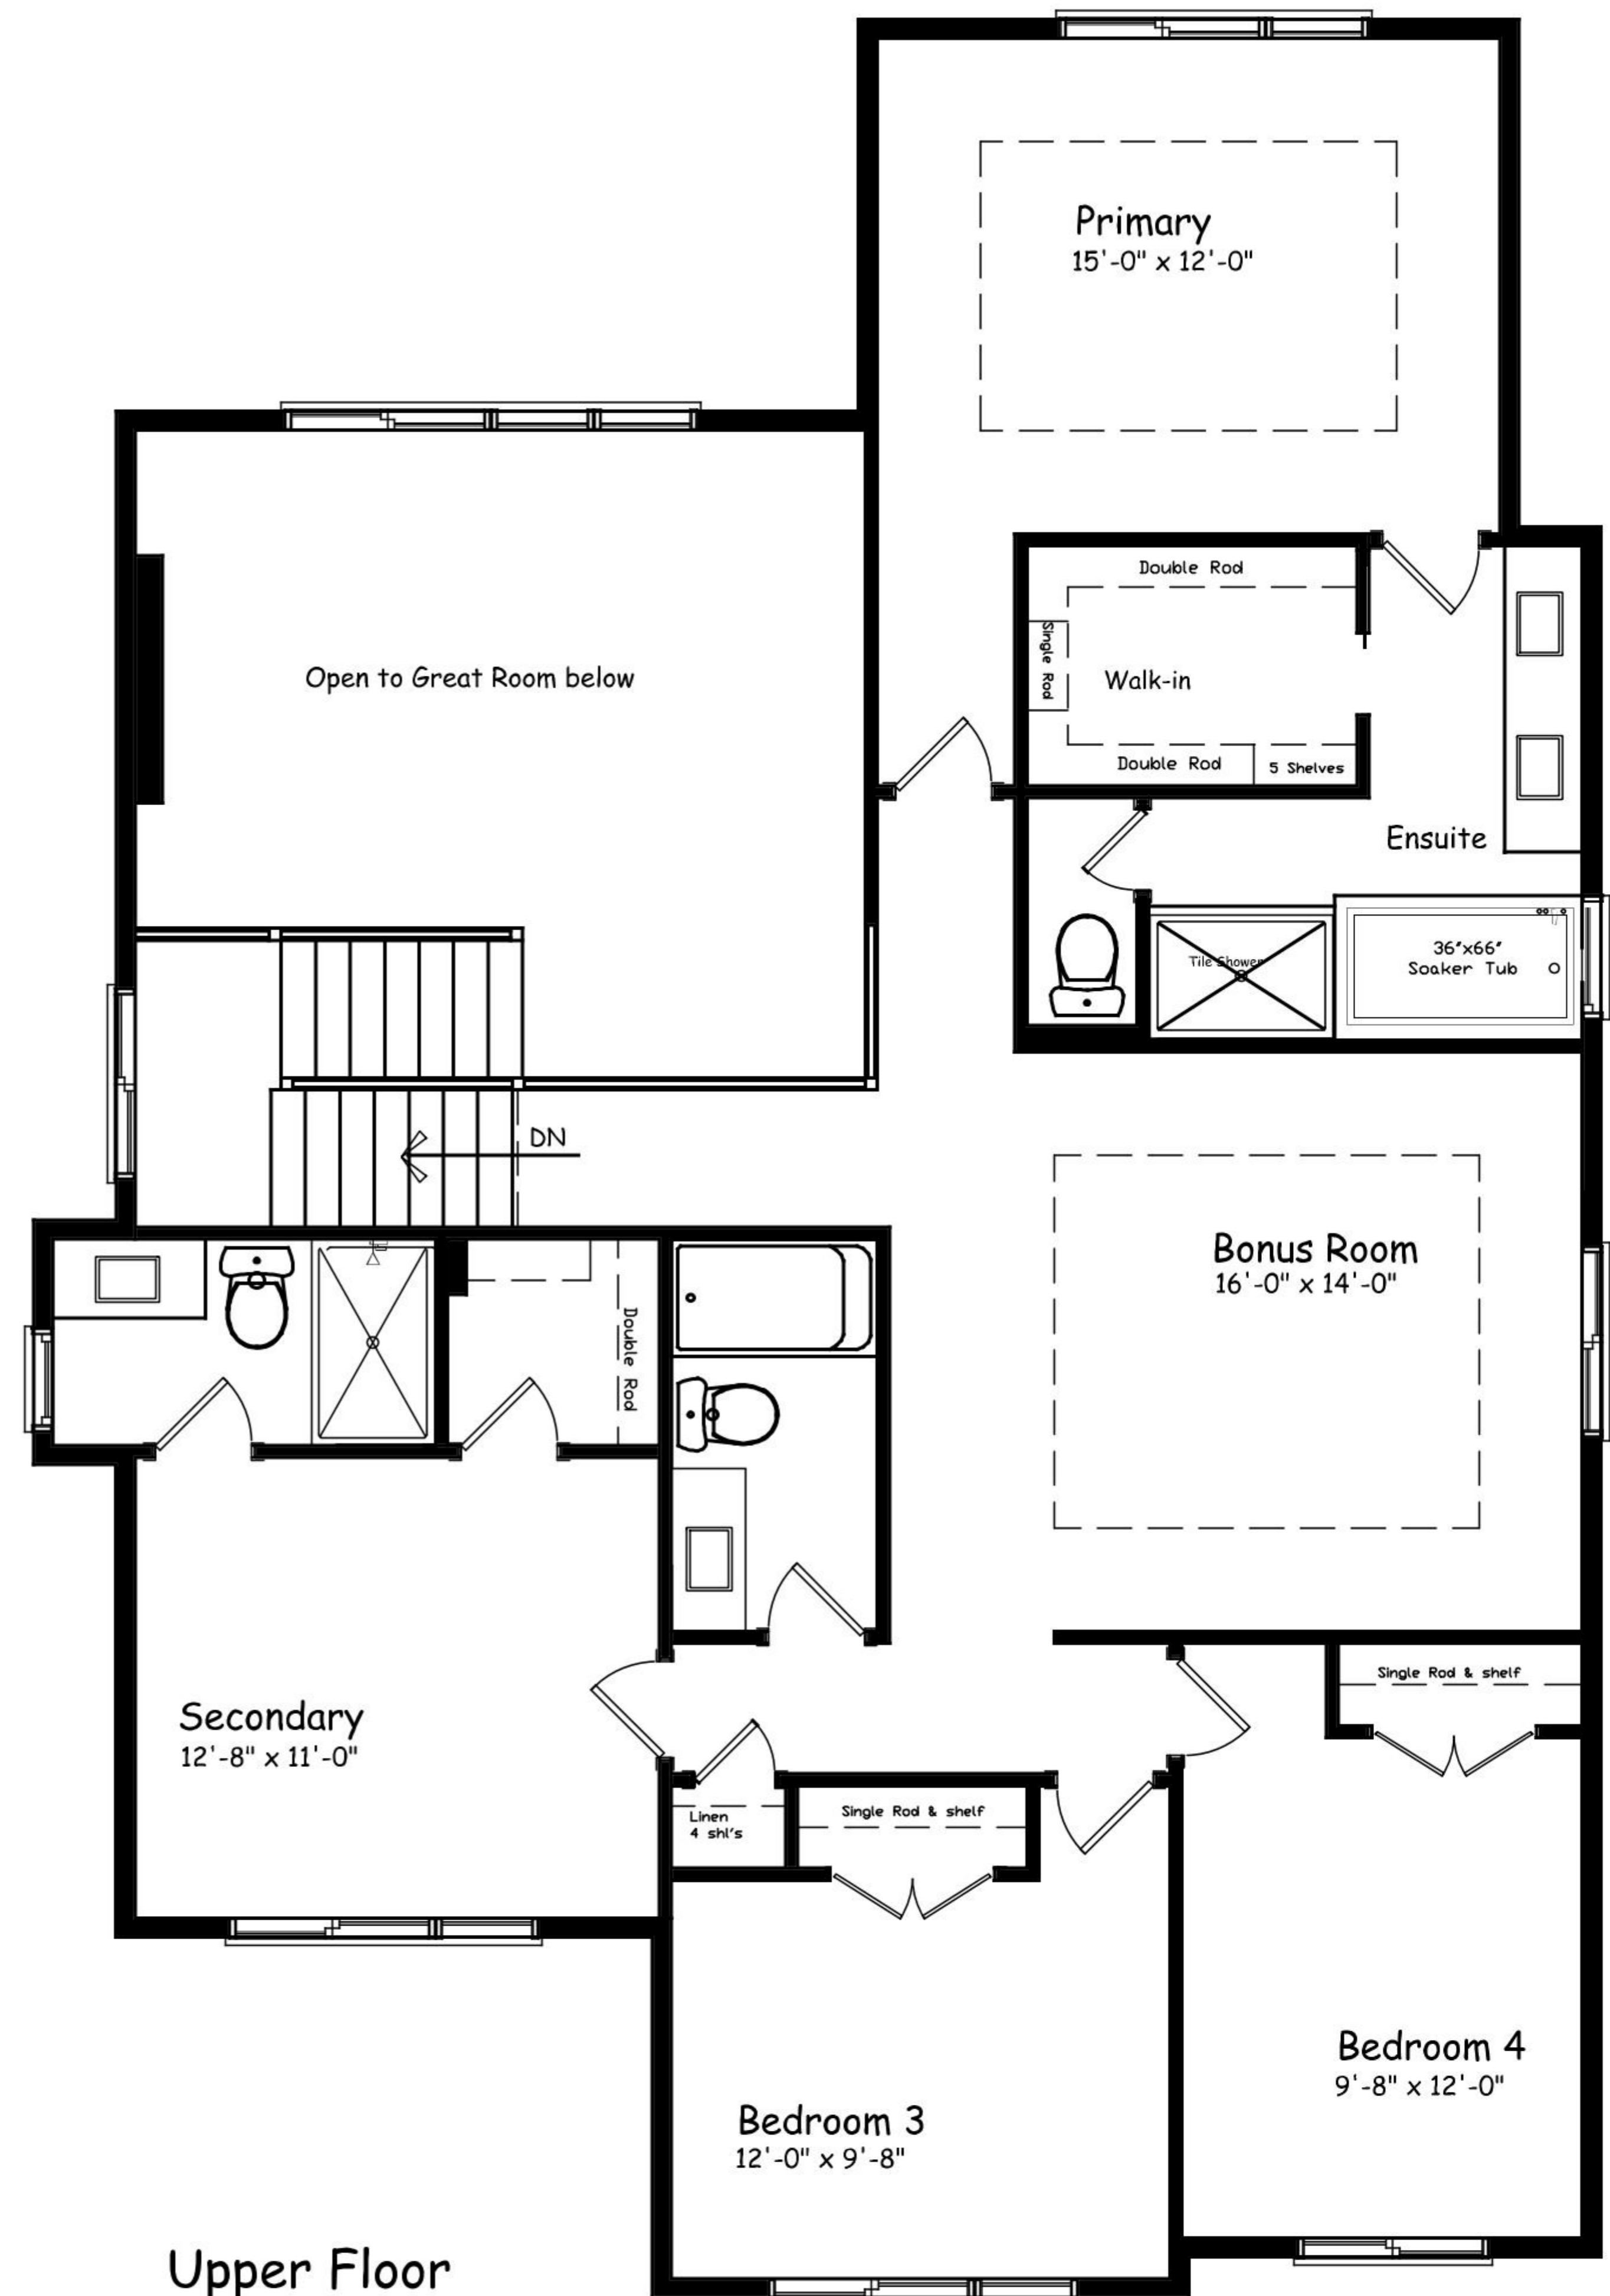 Primary
15'-0" x 12'-0"
Double Rod
Single Rod
Walk-in
Double Rod
5 Shelves
Open to Great Room below
Ensuite
Tile Shower
36"x66"
Soaker Tub
DN
Bonus Room
16'-0" x 14'-0"
Double Rod
Single Rod & shelf
Secondary
12'-8" x 11'-0"
Linen
4 shl's
Single Rod & shelf
Bedroom 4
9'-8" x 12'-0"
Bedroom 3
12'-0" x 9'-8"
Upper Floor